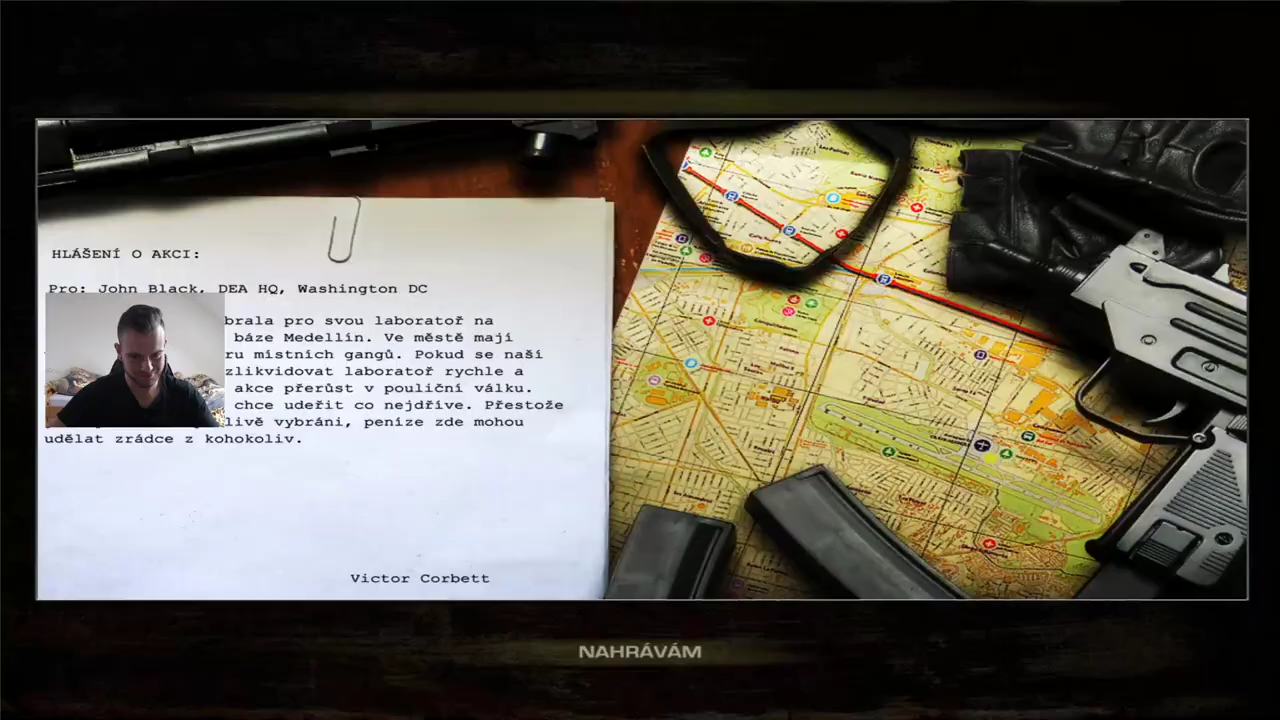 HLÁŠENÍ O AKCI:
Pro: John Black, DEA HQ, Washington DC
brala pro svou laboratoř na
báze Medellín. Ve městě mají
ru místních gangů. Pokud se naší
zlikvidovat laboratoř rychle a
akce přerůst v pouliční válku.
chce udeřit co nejdříve. Přestože
livě vybráni, peníze zde mohou
udělat zrádce z kohokoliv.
Victor Corbett
NAHRÁVÁM